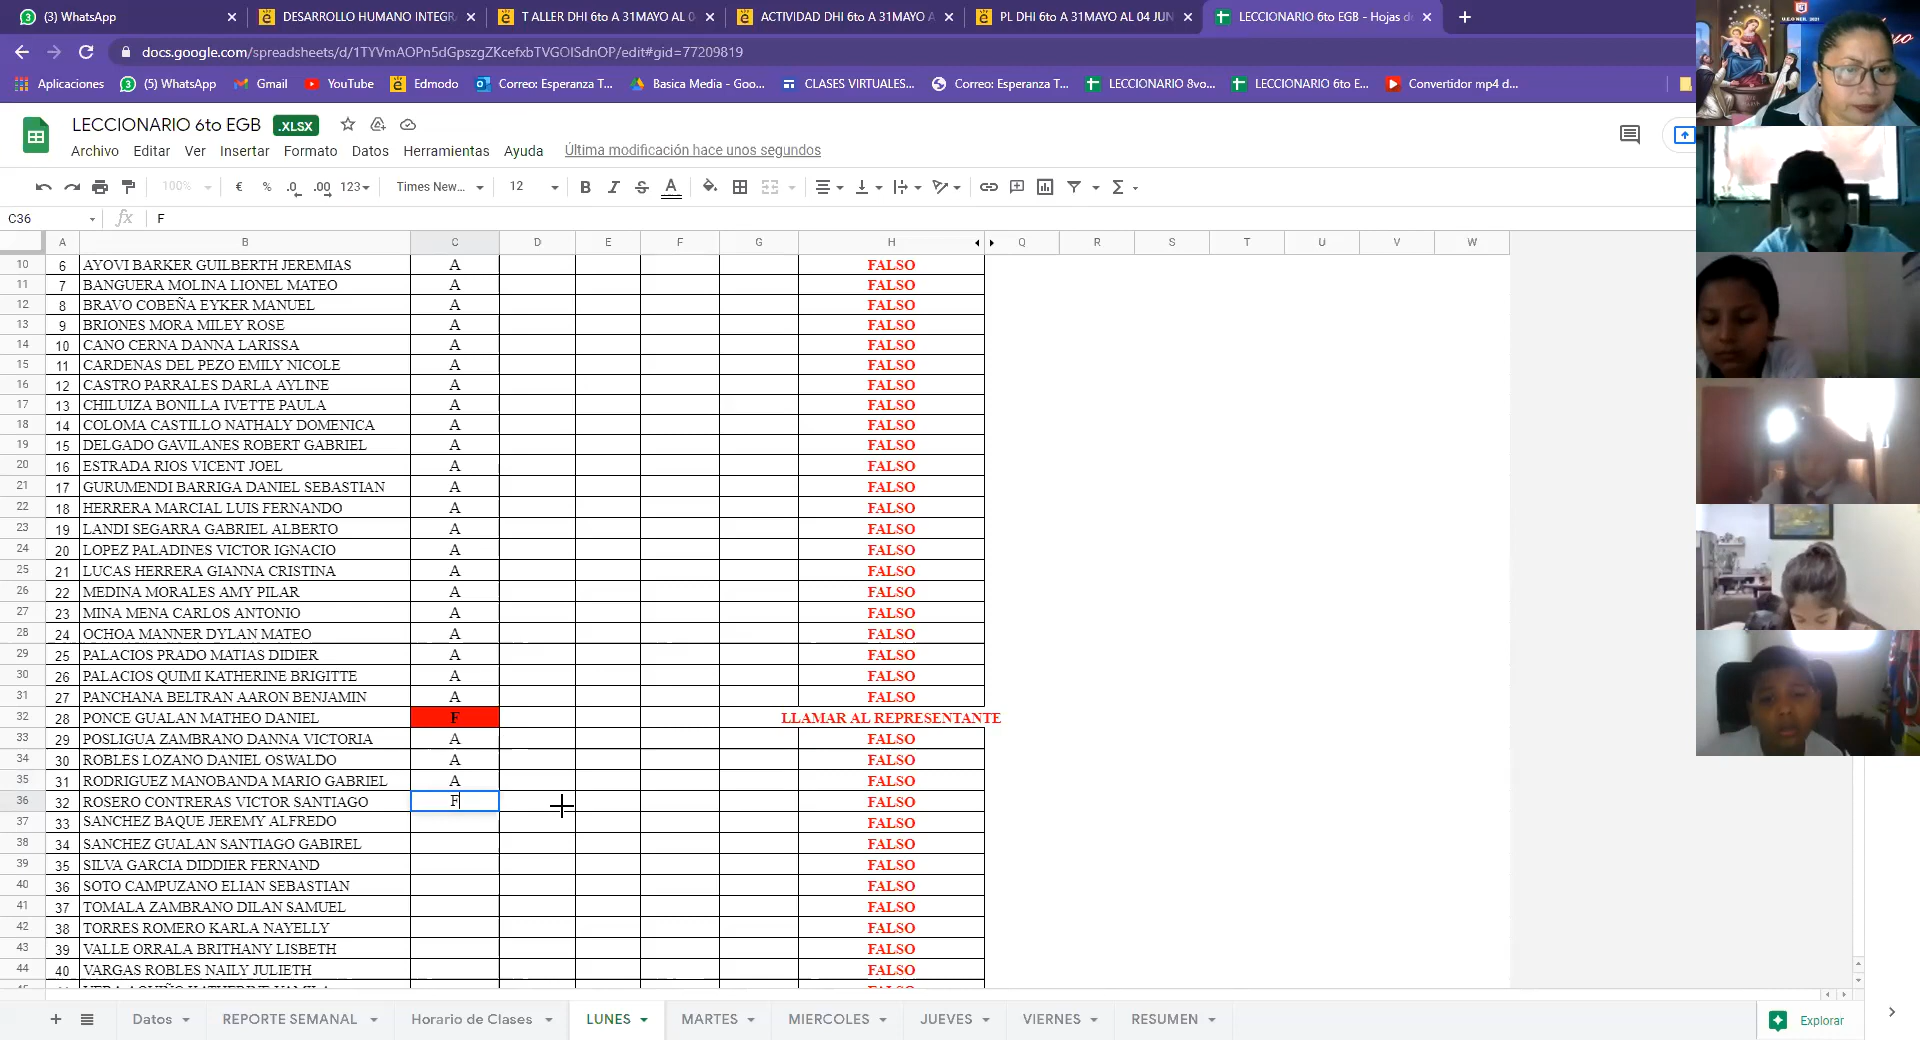 (3) WhatsApp
DESARROLLO HUMANO INTEGR
T ALLER DHI 6to A 31MAYO AL 0
ACTIVIDAD DHI 6to A 31MAYO A
PL DHI 6to A 31MAYO AL 04 JUN
LECCIONARIO 6to EGB - Hojas d
docs.google.com/spreadsheets/d/1TYVmAOPn5dGpszgZKcefxbTVGOISdnOP/edit#gid=77209819
Aplicaciones
(5) WhatsApp
Gmail
YouTube
Edmodo
Correo: Esperanza T...
Basica Media - Goo...
CLASES VIRTUALES...
Correo: Esperanza T...
LECCIONARIO 8vo...
LECCIONARIO 6to E...
Convertidor mp4 d...
LECCIONARIO 6to EGB .XLSX
Archivo Editar Ver Insertar Formato Datos Herramientas Ayuda Última modificación hace unos segundos
100% € % .0 .00 123 Times New... 12 B I S A
C36 fx F
A B C D E F G H Q R T U V W
10 6 AYOVI BARKER GUILBERTH JEREMIAS A FALSO
11 7 BANGUERA MOLINA LIONEL MATEO A FALSO
12 8 BRAVO COBEÑA EYKER MANUEL A FALSO
13 9 BRIONES MORA MILEY ROSE A FALSO
14 10 CANO CERNA DANNA LARISSA A FALSO
15 11 CARDENAS DEL PEZO EMILY NICOLE A FALSO
16 12 CASTRO PARRALES DARLA AYLINE A FALSO
17 13 CHILUIZA BONILLA IVETTE PAULA A FALSO
18 14 COLOMA CASTILLO NATHALY DOMENICA A FALSO
19 15 DELGADO GAVILANES ROBERT GABRIEL A FALSO
20 16 ESTRADA RIOS VICENT JOEL A FALSO
21 17 GURUMENDI BARRIGA DANIEL SEBASTIAN A FALSO
22 18 HERRERA MARCIAL LUIS FERNANDO A FALSO
23 19 LANDI SEGARRA GABRIEL ALBERTO A FALSO
24 20 LOPEZ PALADINES VICTOR IGNACIO A FALSO
25 21 LUCAS HERRERA GIANNA CRISTINA A FALSO
26 22 MEDINA MORALES AMY PILAR A FALSO
27 23 MINA MENA CARLOS ANTONIO A FALSO
28 24 OCHOA MANNER DYLAN MATEO A FALSO
29 25 PALACIOS PRADO MATIAS DIDIER A FALSO
30 26 PALACIOS QUIMI KATHERINE BRIGITTE A FALSO
31 27 PANCHANA BELTRAN AARON BENJAMIN A FALSO
32 28 PONCE GUALAN MATHEO DANIEL F LLAMAR AL REPRESENTANTE
33 29 POSLIGUA ZAMBRANO DANNA VICTORIA A FALSO
34 30 ROBLES LOZANO DANIEL OSWALDO A FALSO
35 31 RODRIGUEZ MANOBANDA MARIO GABRIEL A FALSO
36 32 ROSERO CONTRERAS VICTOR SANTIAGO F FALSO
37 33 SANCHEZ BAQUE JEREMY ALFREDO FALSO
38 34 SANCHEZ GUALAN SANTIAGO GABIREL FALSO
39 35 SILVA GARCIA DIDDIER FERNAND FALSO
40 36 SOTO CAMPUZANO ELIAN SEBASTIAN FALSO
41 37 TOMALA ZAMBRANO DILAN SAMUEL FALSO
42 38 TORRES ROMERO KARLA NAYELLY FALSO
43 39 VALLE ORRALA BRITHANY LISBETH FALSO
44 40 VARGAS ROBLES NAILY JULIETH FALSO
Datos REPORTE SEMANAL Horario de Clases LUNES MARTES MIERCOLES JUEVES VIERNES RESUMEN Explorar